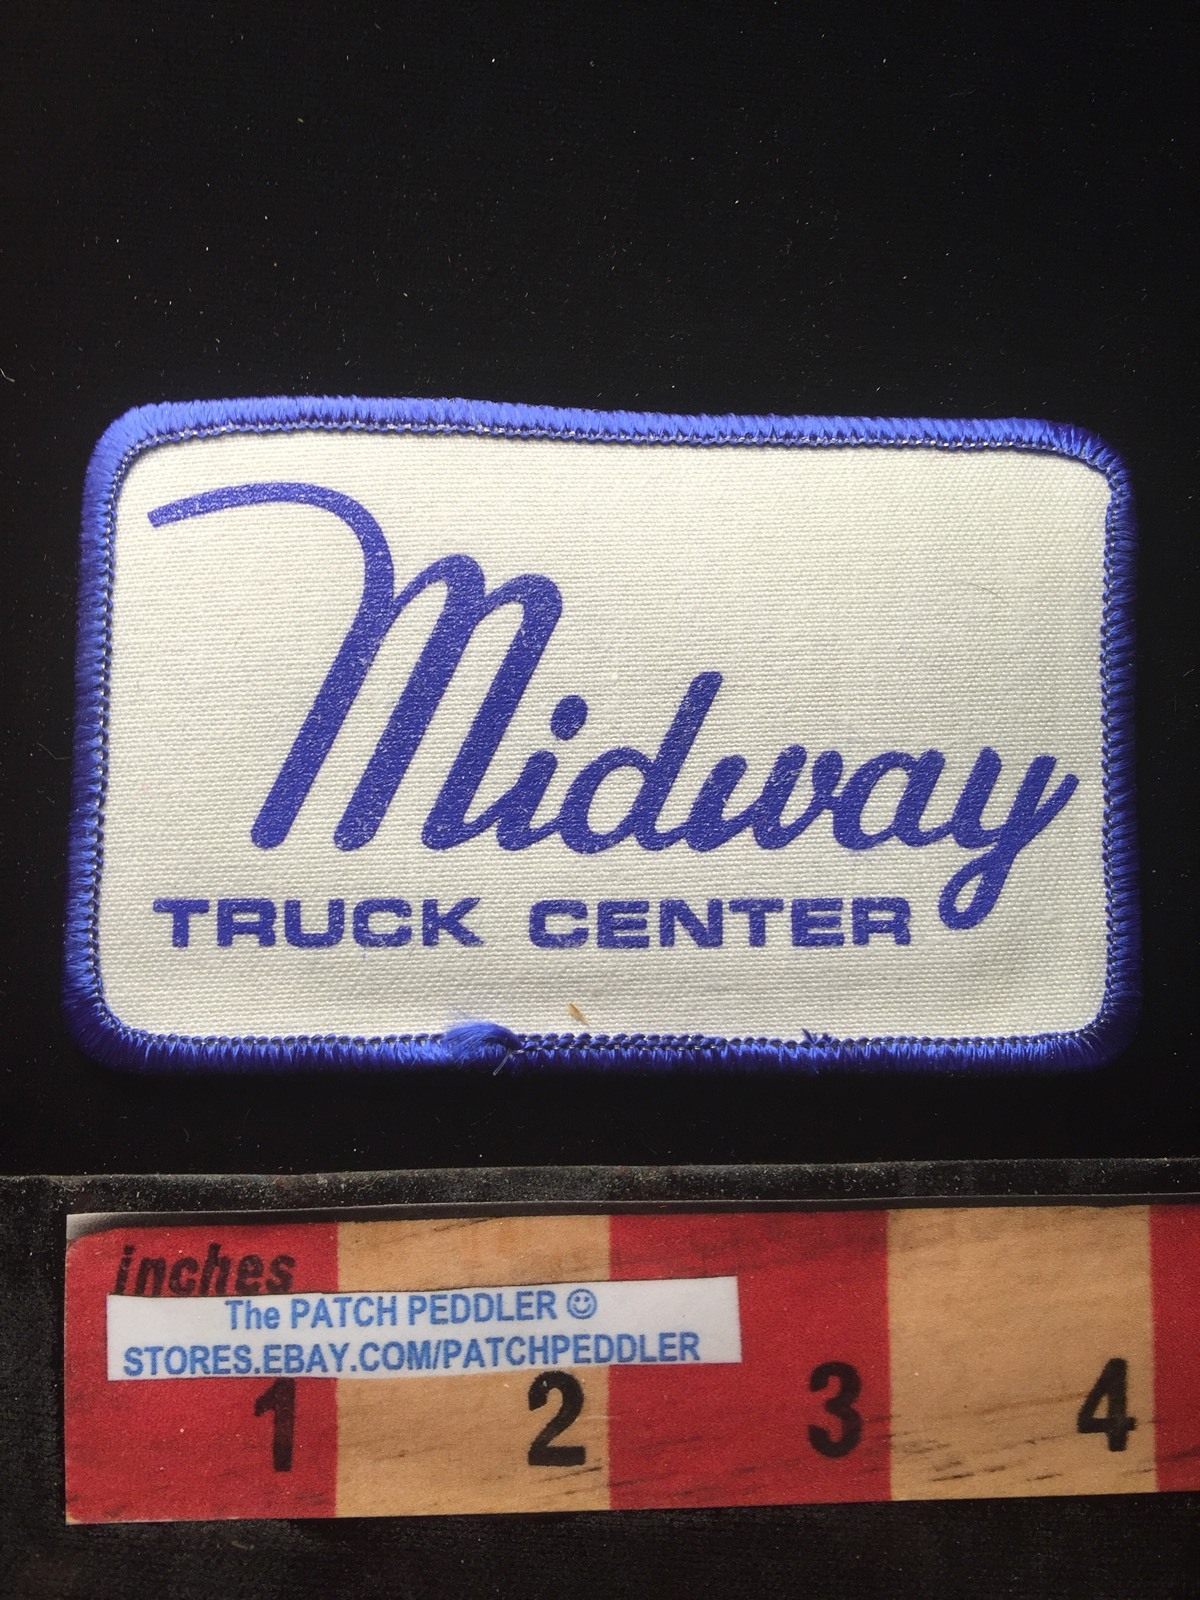 Midway
TRUCK CENTER
inches
The PATCH PEDDLER ☺
STORES.EBAY.COM/PATCHPEDDLER
1 2 3 4